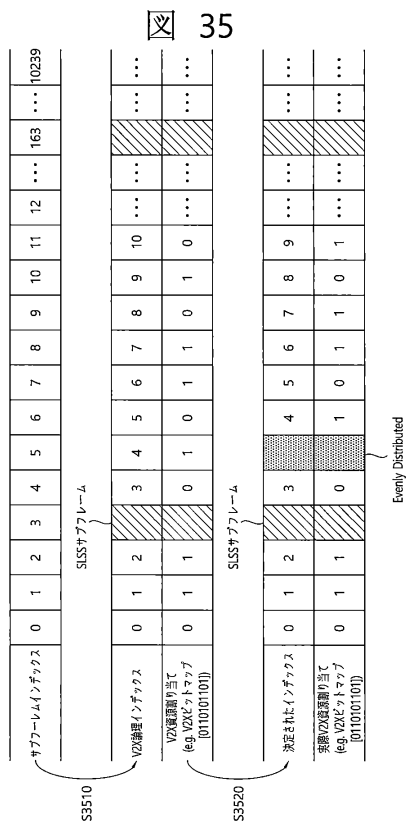 図 35
サブフーレムインデックス 0 1 2 3 4 5 6 7 8 9 10 11 12 ... 163 ... 10239
S3510
SLSSサブフレーム
V2X論理インデックス 0 1 2 3 4 5 6 7 8 9 10 ... ... ...
V2X資源割り当て
(e.g. V2Xビットマップ
[0110101101])
0 1 1 0 1 0 1 1 0 1 0 ... ... ...
S3520
SLSSサブフレーム
決定されたインデックス 0 1 2 3 4 5 6 7 8 9 ... ... ...
実際V2X資源割り当て
(e.g. V2Xビットマップ
[0110101101])
0 1 1 0 1 0 1 1 0 1 ... ... ...
Evenly Distributed